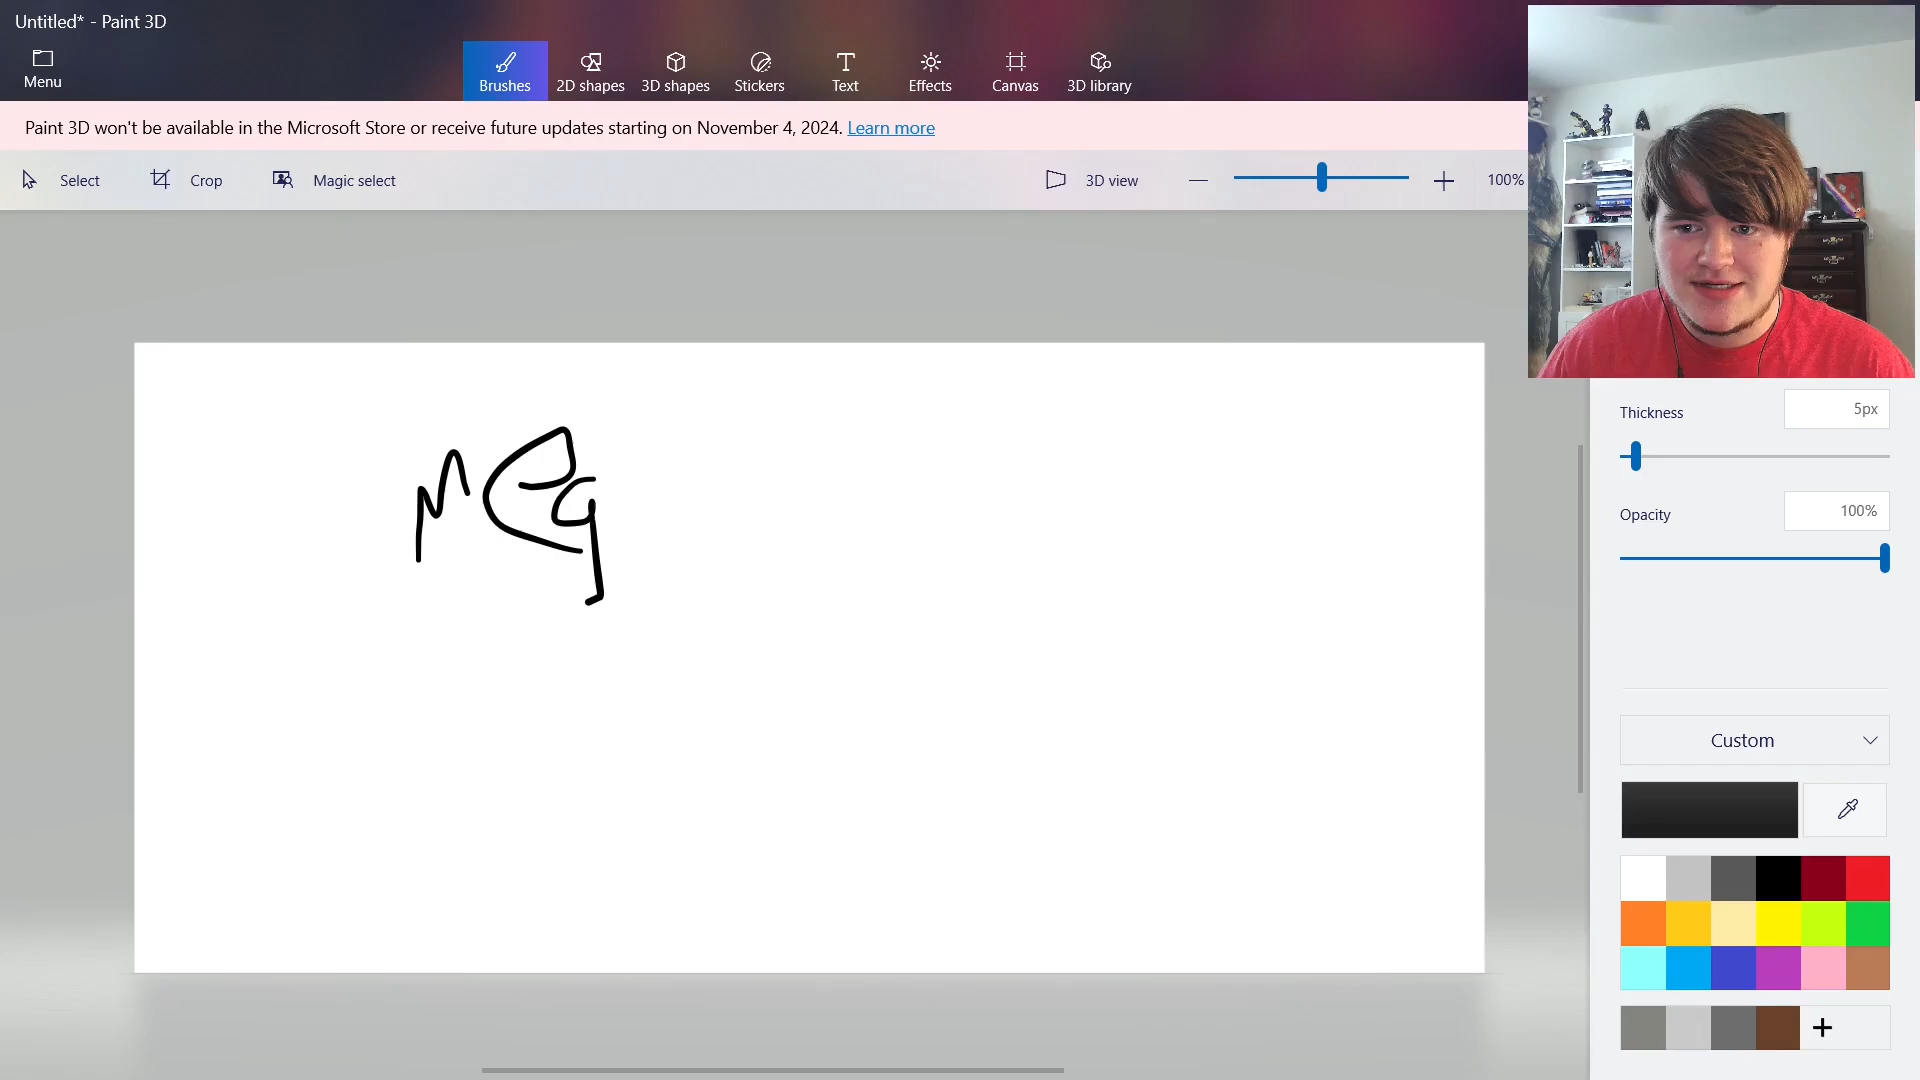 Untitled* - Paint 3D
Menu
Brushes 2D shapes 3D shapes Stickers Text Effects Canvas 3D library
Paint 3D won't be available in the Microsoft Store or receive future updates starting on November 4, 2024. Learn more
Select Crop Magic select 3D view 100%
Meg
Thickness 5px
Opacity 100%
Custom